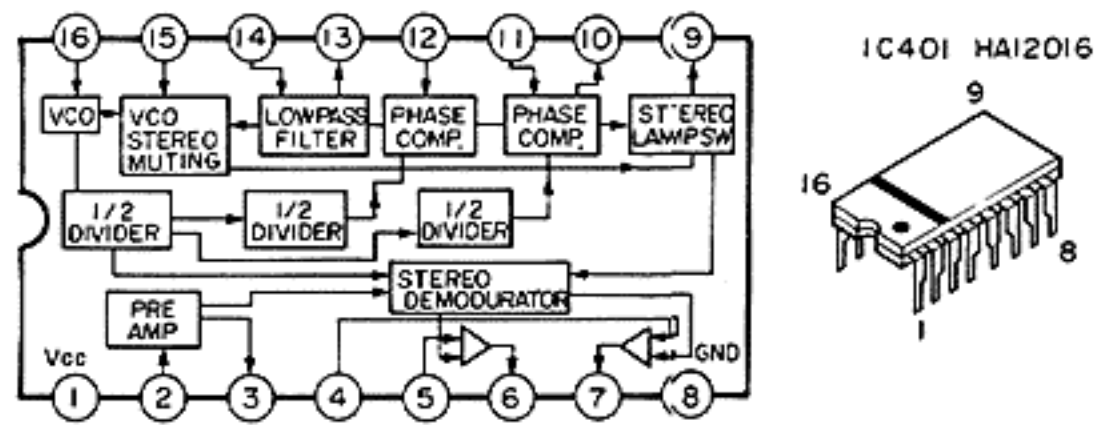 16 15 14 13 12 11 10 9
IC401 HA12016
VCO
VCO
STEREO
MUTING
LOWPASS
FILTER
PHASE
COMP.
PHASE
COMP.
STEREO
LAMPSW
1/2
DIVIDER
1/2
DIVIDER
1/2
DIVIDER
STEREO
DEMODURATOR
PRE
AMP
Vcc
GND
1 2 3 4 5 6 7 8
9
16
8
1